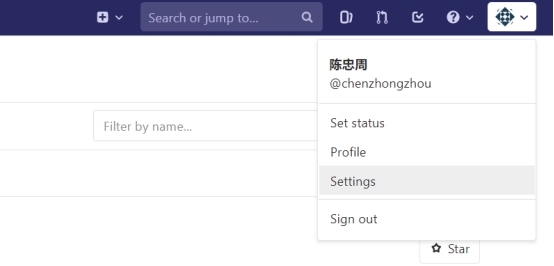 Search or jump to...
陈忠周
@chenzhongzhou
Filter by name...
Set status
Profile
Settings
Sign out
Star